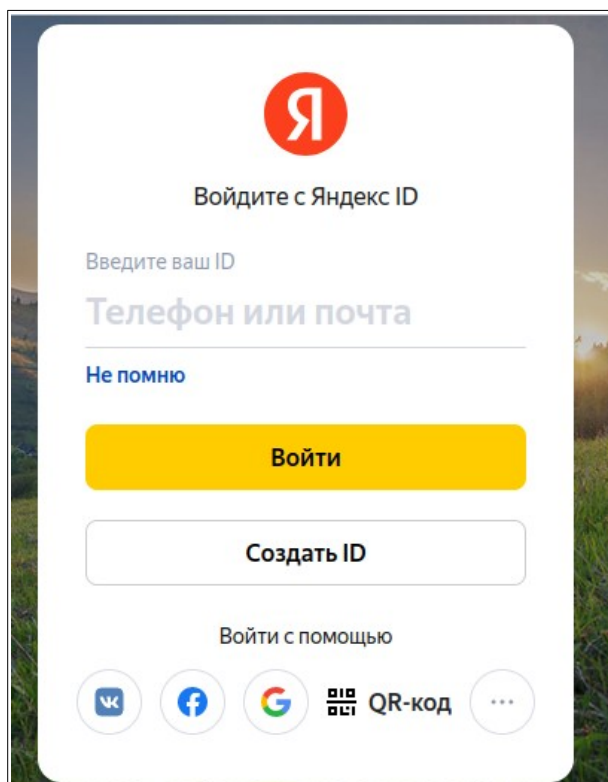 Я
Войдите с Яндекс ID
Введите ваш ID
Телефон или почта
Не помню
Войти
Создать ID
Войти с помощью
QR-код